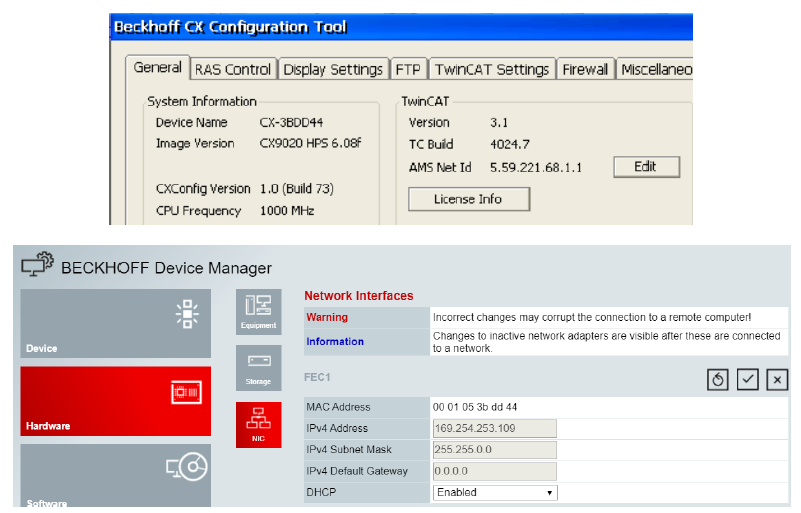 Beckhoff CX Configuration Tool
General RAS Control Display Settings FTP TwinCAT Settings Firewall Miscellaneo
System Information
Device Name CX-3BDD44
Image Version CX9020 HPS 6.08f
CXConfig Version 1.0 (Build 73)
CPU Frequency 1000 MHz
TwinCAT
Version 3.1
TC Build 4024.7
AMS Net Id 5.59.221.68.1.1 Edit
License Info
BECKHOFF Device Manager
Device
Hardware
Software
Equipment
Storage
NIC
Network Interfaces
Warning Incorrect changes may corrupt the connection to a remote computer!
Information Changes to inactive network adapters are visible after these are connected
to a network.
FEC1
MAC Address 00 01 05 3b dd 44
IPv4 Address 169.254.253.109
IPv4 Subnet Mask 255.255.0.0
IPv4 Default Gateway 0.0.0.0
DHCP Enabled